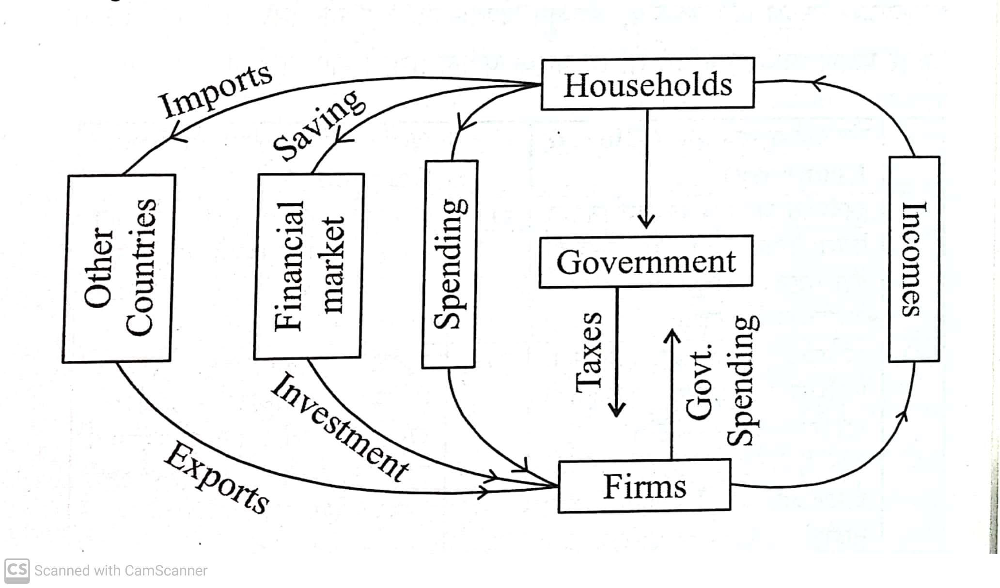 Households
Imports
Saving
Other
Countries
Financial
market
Spending
Government
Incomes
Taxes
Govt.
Spending
Investment
Exports
Firms
CS Scanned with CamScanner